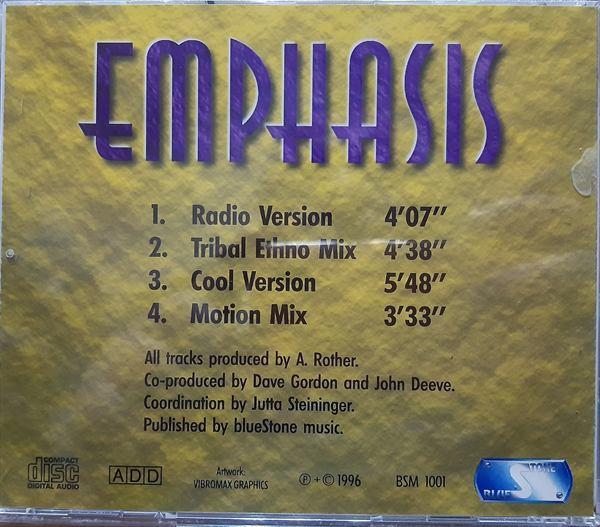 EMPHASIS
1. Radio Version 4'07"
2. Tribal Ethno Mix 4'38"
3. Cool Version 5'48"
4. Motion Mix 3'33"
All tracks produced by A. Rother.
Co-produced by Dave Gordon and John Deeve.
Coordination by Jutta Steininger.
Published by blueStone music.
COMPACT
disc
DIGITAL AUDIO
ADD
Artwork:
VIBROMAX GRAPHICS
℗ + © 1996
BSM 1001
BLUE STONE